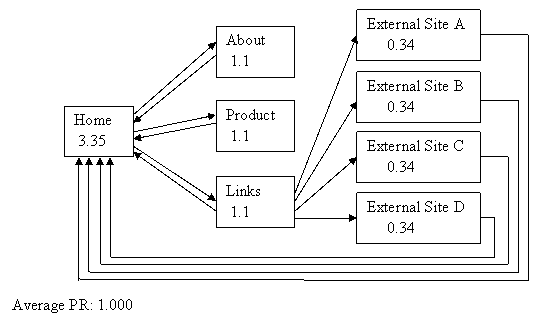 About
1.1
Home
3.35
Product
1.1
Links
1.1
External Site A
0.34
External Site B
0.34
External Site C
0.34
External Site D
0.34
Average PR: 1.000